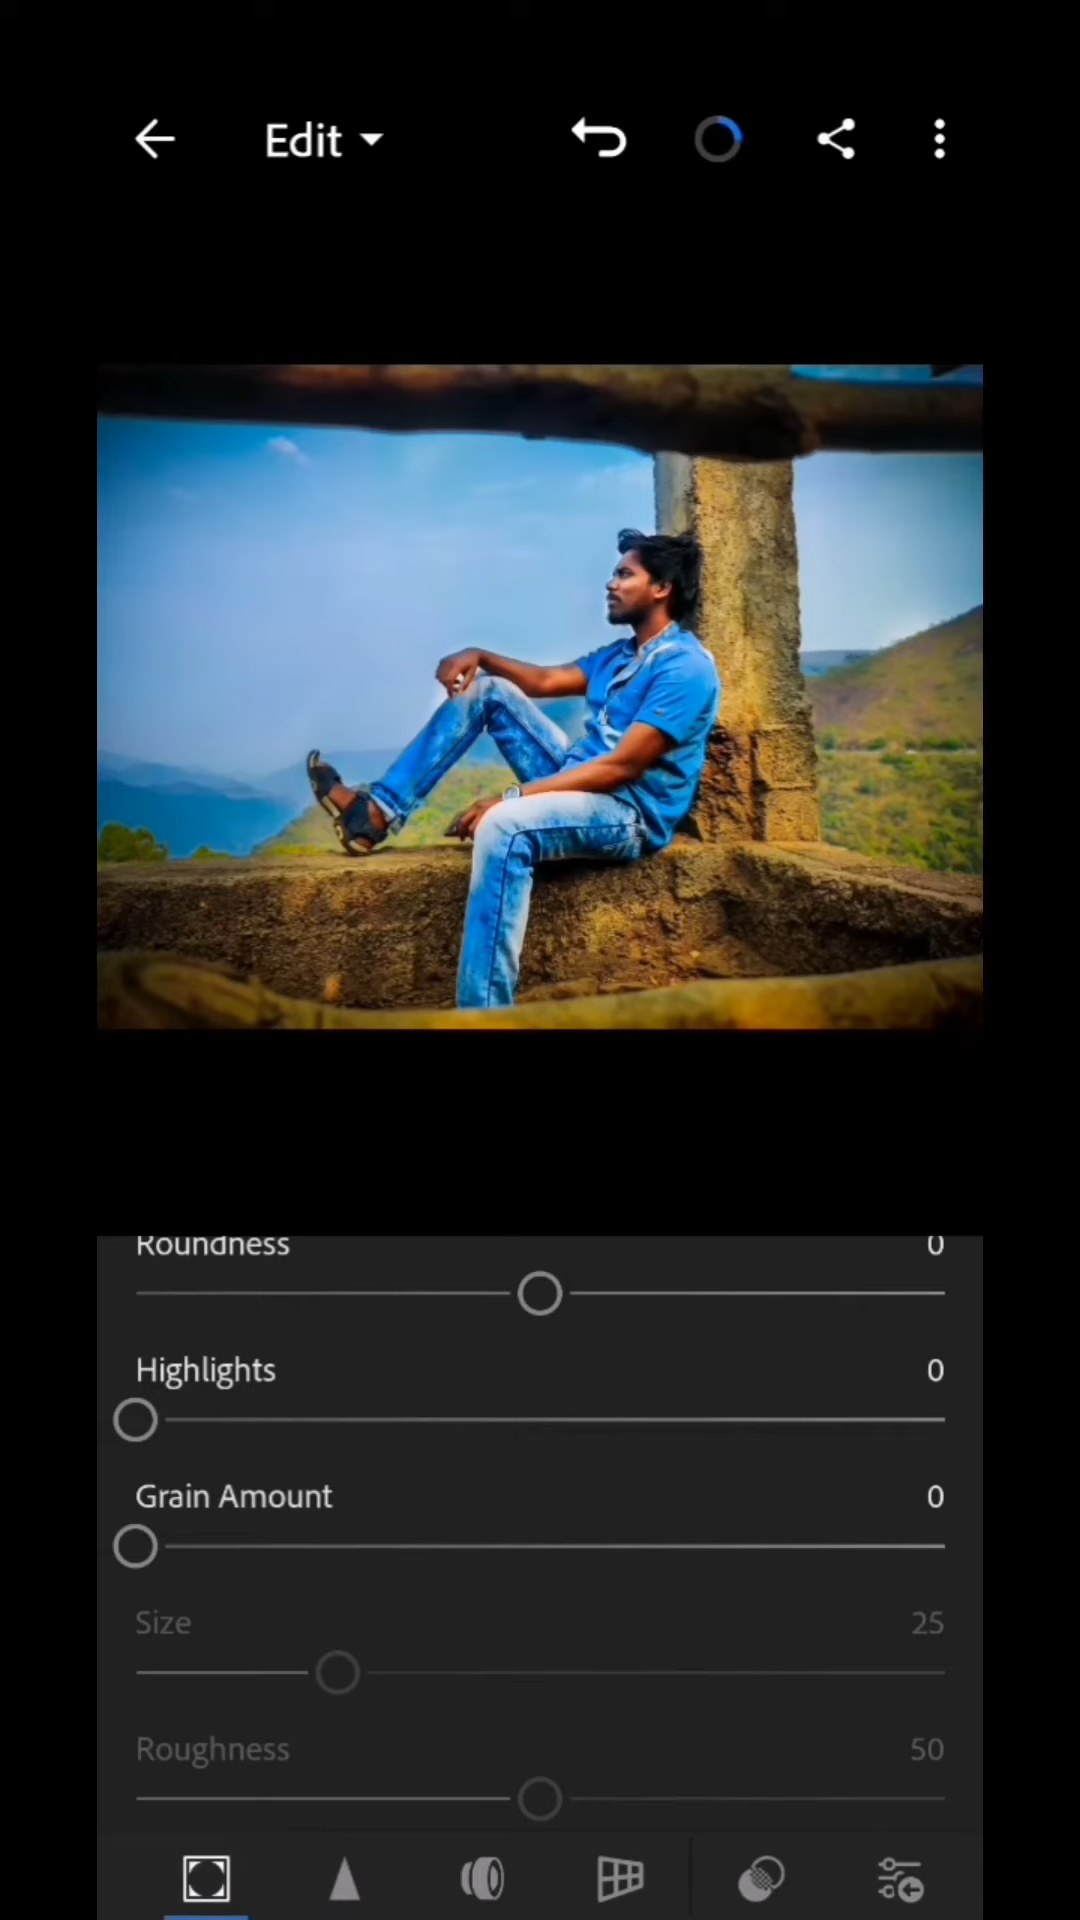 Edit
Roundness 0
Highlights 0
Grain Amount 0
Size 25
Roughness 50